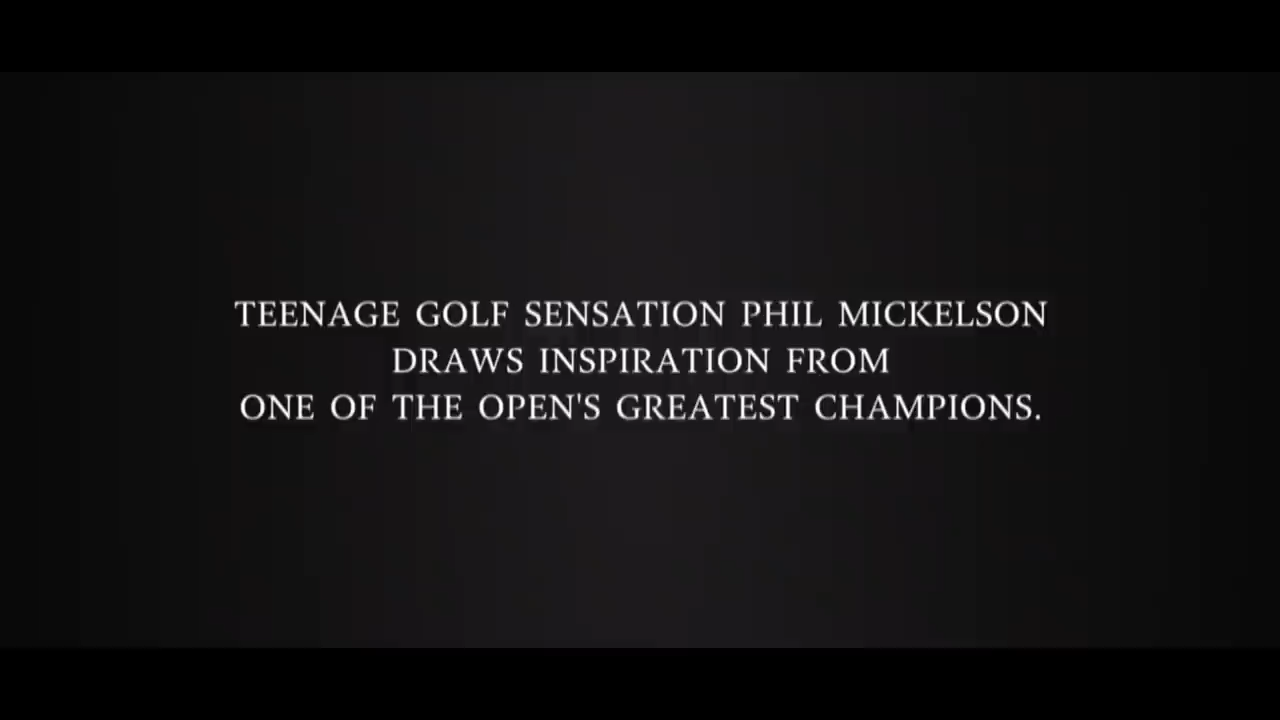 TEENAGE GOLF SENSATION PHIL MICKELSON
DRAWS INSPIRATION FROM
ONE OF THE OPEN'S GREATEST CHAMPIONS.